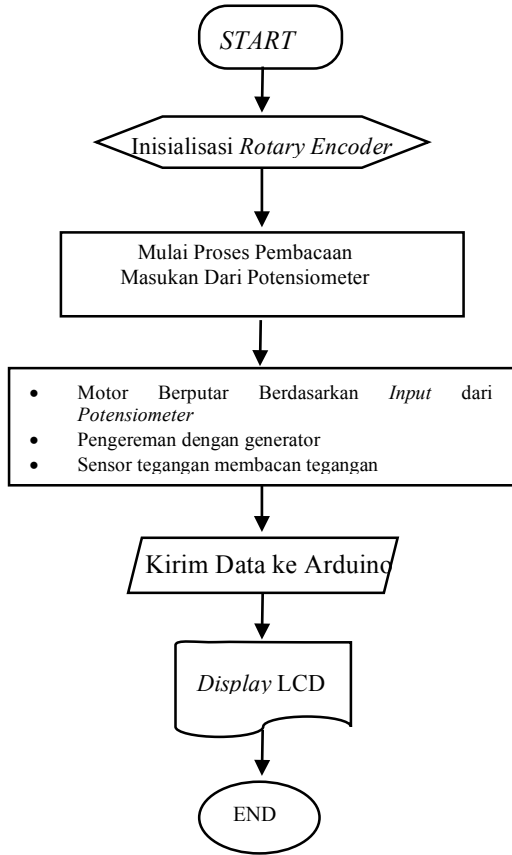 START
Inisialisasi Rotary Encoder
Mulai Proses Pembacaan
Masukan Dari Potensiometer
• Motor Berputar Berdasarkan Input dari
Potensiometer
• Pengereman dengan generator
• Sensor tegangan membacan tegangan
Kirim Data ke Arduino
Display LCD
END